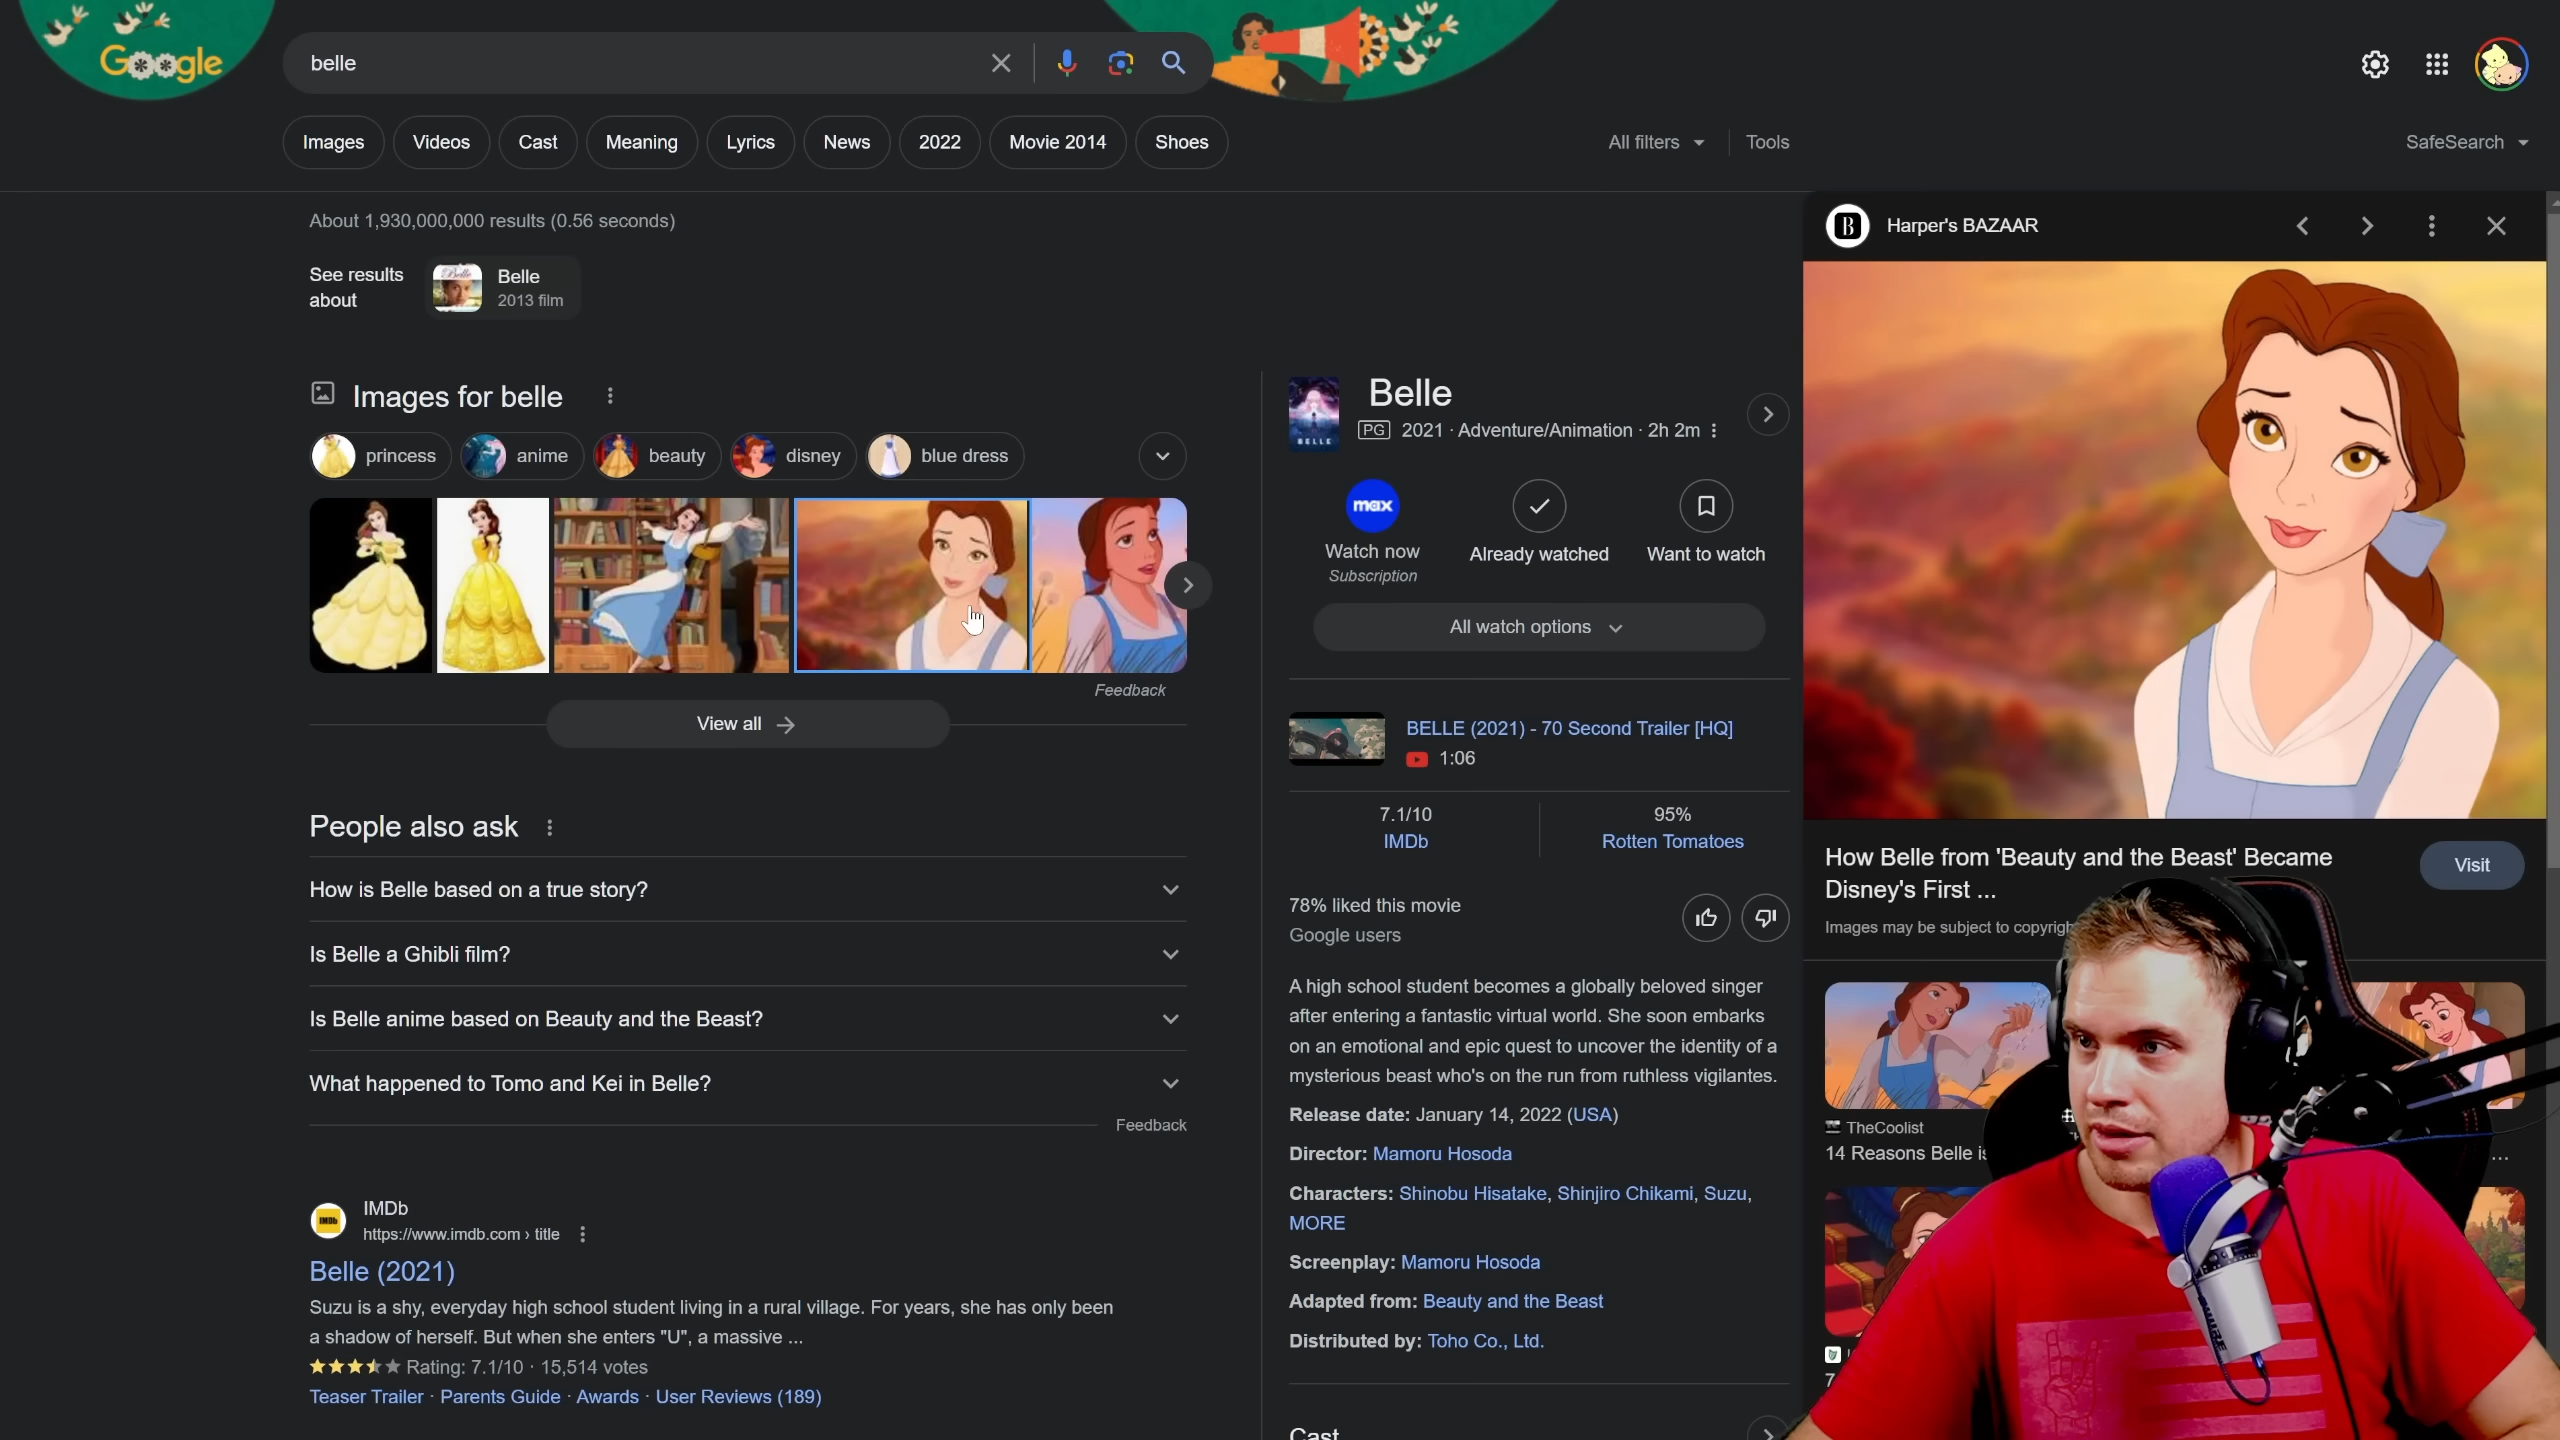 Google
belle
Images
Videos
Cast
Meaning
Lyrics
News
2022
Movie 2014
Shoes
All filters
Tools
SafeSearch
About 1,930,000,000 results (0.56 seconds)
See results
about
Belle
2013 film
Images for belle
princess
anime
beauty
disney
blue dress
Feedback
View all
People also ask
How is Belle based on a true story?
Is Belle a Ghibli film?
Is Belle anime based on Beauty and the Beast?
What happened to Tomo and Kei in Belle?
Feedback
IMDb
IMDb
https://www.imdb.com › title
Belle (2021)
Suzu is a shy, everyday high school student living in a rural village. For years, she has only been
a shadow of herself. But when she enters "U", a massive ...
Rating: 7.1/10 · 15,514 votes
Teaser Trailer · Parents Guide · Awards · User Reviews (189)
BELLE
Belle
PG 2021 · Adventure/Animation · 2h 2m
max
Watch now
Subscription
Already watched
Want to watch
All watch options
BELLE (2021) - 70 Second Trailer [HQ]
1:06
7.1/10
IMDb
95%
Rotten Tomatoes
78% liked this movie
Google users
A high school student becomes a globally beloved singer
after entering a fantastic virtual world. She soon embarks
on an emotional and epic quest to uncover the identity of a
mysterious beast who's on the run from ruthless vigilantes.
Release date: January 14, 2022 (USA)
Director: Mamoru Hosoda
Characters: Shinobu Hisatake, Shinjiro Chikami, Suzu,
MORE
Screenplay: Mamoru Hosoda
Adapted from: Beauty and the Beast
Distributed by: Toho Co., Ltd.
Cast
B
Harper's BAZAAR
How Belle from 'Beauty and the Beast' Became
Disney's First ...
Visit
Images may be subject to
TheCoolist
14 Reasons Belle
...
7
SHURE